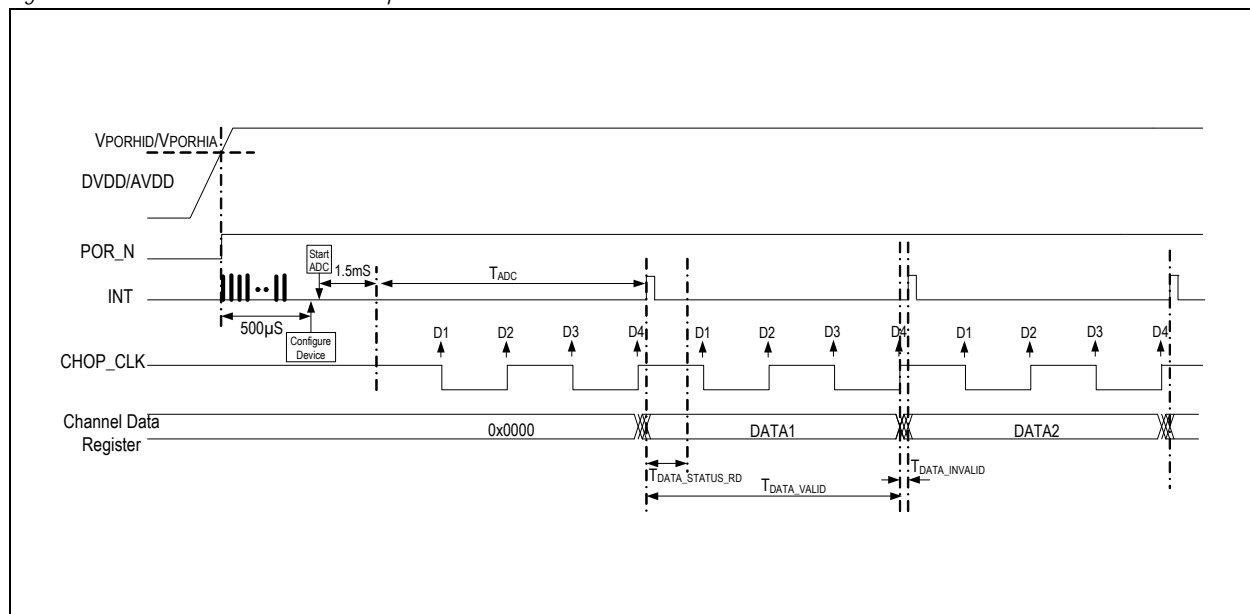 VPORHID/VPORHIA
DVDD/AVDD
POR_N
Start
ADC
1.5mS
TADC
INT
500µS
Configure
Device
D1 D2 D3 D4 D1 D2 D3 D4 D1 D2 D3 D4
CHOP_CLK
Channel Data
Register
0x0000 DATA1 DATA2
TDATA_STATUS_RD
TDATA_VALID
TDATA_INVALID